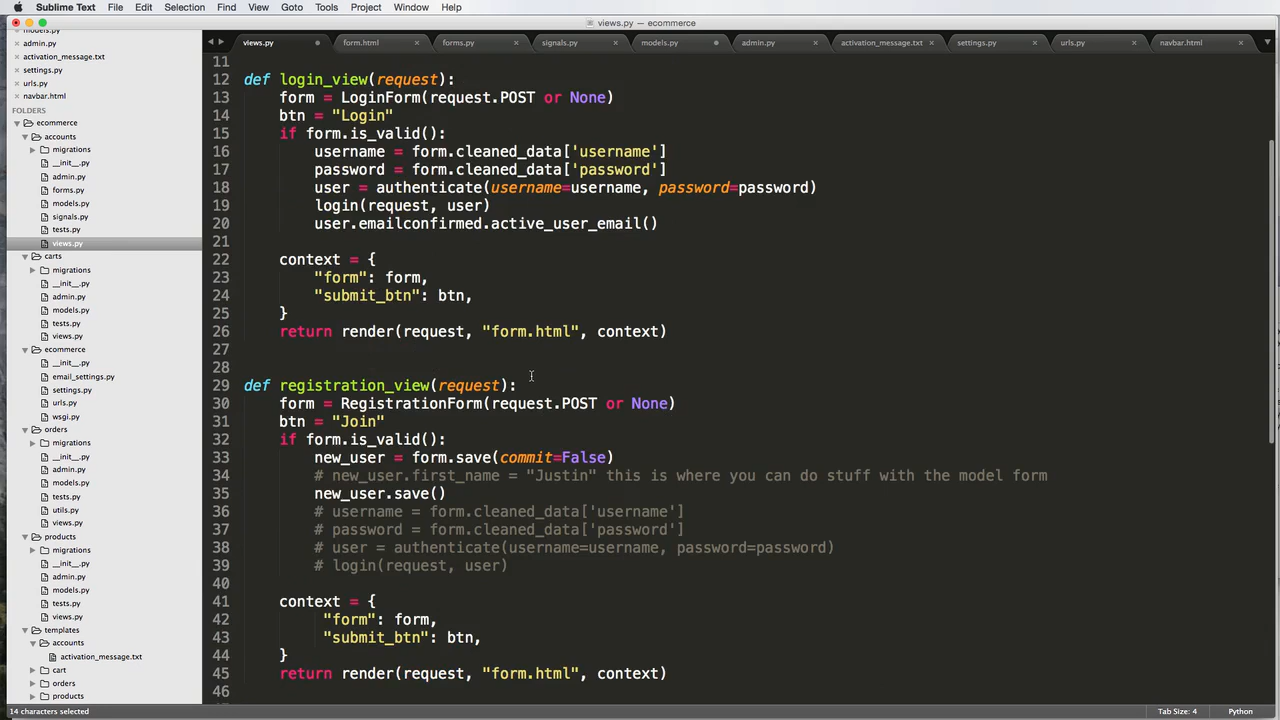 Sublime Text File Edit Selection Find View Goto Tools Project Window Help
views.py — ecommerce
models.py
admin.py
activation_message.txt
settings.py
urls.py
navbar.html
FOLDERS
ecommerce
accounts
migrations
__init__.py
admin.py
forms.py
models.py
signals.py
tests.py
views.py
carts
migrations
__init__.py
admin.py
models.py
tests.py
views.py
ecommerce
__init__.py
email_settings.py
settings.py
urls.py
wsgi.py
orders
migrations
__init__.py
admin.py
models.py
tests.py
utils.py
views.py
products
migrations
__init__.py
admin.py
models.py
tests.py
views.py
templates
accounts
activation_message.txt
cart
orders
products
views.py form.html forms.py signals.py models.py admin.py activation_message.txt settings.py urls.py navbar.html
11
12 def login_view(request):
13 form = LoginForm(request.POST or None)
14 btn = "Login"
15 if form.is_valid():
16 username = form.cleaned_data['username']
17 password = form.cleaned_data['password']
18 user = authenticate(username=username, password=password)
19 login(request, user)
20 user.emailconfirmed.active_user_email()
21
22 context = {
23 "form": form,
24 "submit_btn": btn,
25 }
26 return render(request, "form.html", context)
27
28
29 def registration_view(request):
30 form = RegistrationForm(request.POST or None)
31 btn = "Join"
32 if form.is_valid():
33 new_user = form.save(commit=False)
34 # new_user.first_name = "Justin" this is where you can do stuff with the model form
35 new_user.save()
36 # username = form.cleaned_data['username']
37 # password = form.cleaned_data['password']
38 # user = authenticate(username=username, password=password)
39 # login(request, user)
40
41 context = {
42 "form": form,
43 "submit_btn": btn,
44 }
45 return render(request, "form.html", context)
46
14 characters selected
Tab Size: 4 Python